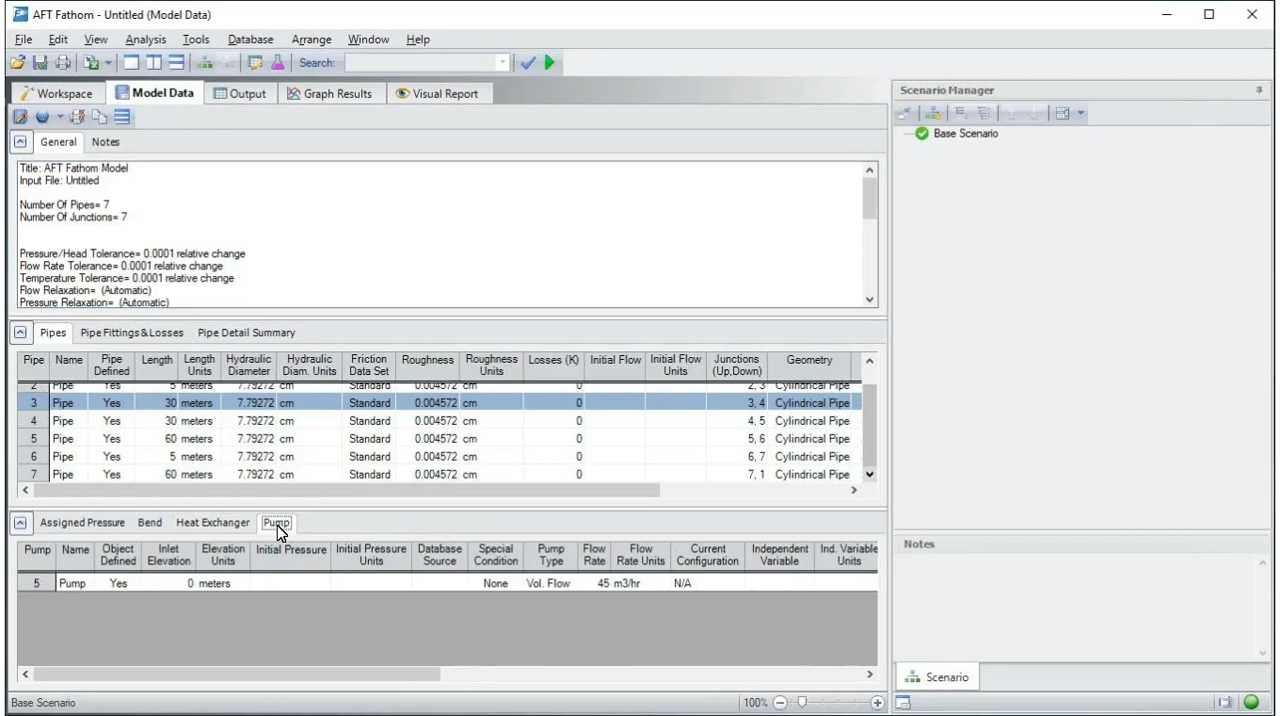 AFT Fathom - Untitled (Model Data)
File Edit View Analysis Tools Database Arrange Window Help
Search:
Workspace Model Data Output Graph Results Visual Report
General Notes
Title: AFT Fathom Model
Input File: Untitled
Number Of Pipes= 7
Number Of Junctions= 7
Pressure/Head Tolerance= 0.0001 relative change
Flow Rate Tolerance= 0.0001 relative change
Temperature Tolerance= 0.0001 relative change
Flow Relaxation= (Automatic)
Pressure Relaxation= (Automatic)
Pipes Pipe Fittings & Losses Pipe Detail Summary
Pipe Name Pipe Defined Length Length Units Hydraulic Diameter Hydraulic Diam. Units Friction Data Set Roughness Roughness Units Losses (K) Initial Flow Initial Flow Units Junctions (Up,Down) Geometry
2 Pipe Yes 5 meters 7.79272 cm Standard 0.004572 cm 0 2, 3 Cylindrical Pipe
3 Pipe Yes 30 meters 7.79272 cm Standard 0.004572 cm 0 3, 4 Cylindrical Pipe
4 Pipe Yes 30 meters 7.79272 cm Standard 0.004572 cm 0 4, 5 Cylindrical Pipe
5 Pipe Yes 60 meters 7.79272 cm Standard 0.004572 cm 0 5, 6 Cylindrical Pipe
6 Pipe Yes 5 meters 7.79272 cm Standard 0.004572 cm 0 6, 7 Cylindrical Pipe
7 Pipe Yes 60 meters 7.79272 cm Standard 0.004572 cm 0 7, 1 Cylindrical Pipe
Assigned Pressure Bend Heat Exchanger Pump
Pump Name Object Defined Inlet Elevation Elevation Units Initial Pressure Initial Pressure Units Database Source Special Condition Pump Type Flow Rate Flow Rate Units Current Configuration Independent Variable Ind. Variable Units
5 Pump Yes 0 meters None Vol. Flow 45 m3/hr N/A
Base Scenario 100%
Scenario Manager
Base Scenario
Notes
Scenario